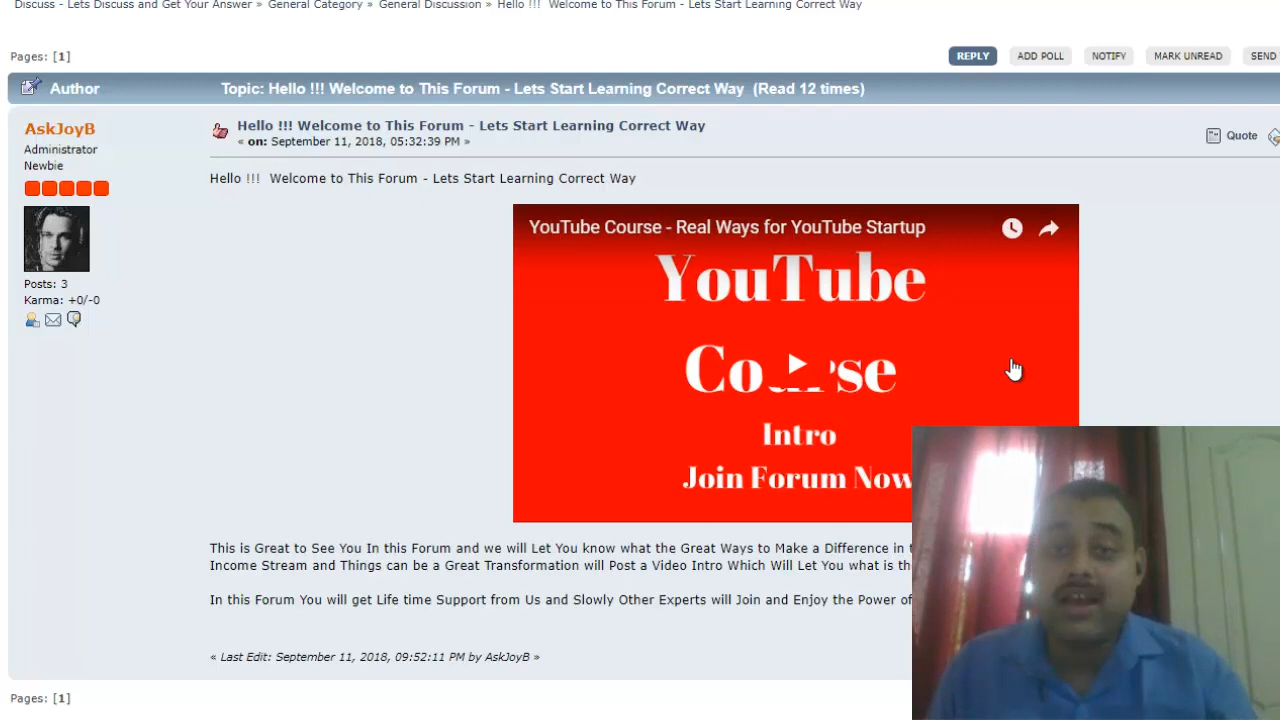 Discuss - Lets Discuss and Get Your Answer » General Category » General Discussion » Hello !!!  Welcome to This Forum - Lets Start Learning Correct Way
Pages: [1]
REPLY ADD POLL NOTIFY MARK UNREAD SEND
Author Topic: Hello !!! Welcome to This Forum - Lets Start Learning Correct Way  (Read 12 times)
AskJoyB
Administrator
Newbie
Posts: 3
Karma: +0/-0
Hello !!! Welcome to This Forum - Lets Start Learning Correct Way
« on: September 11, 2018, 05:32:39 PM »
Quote
Hello !!!  Welcome to This Forum - Lets Start Learning Correct Way
YouTube Course - Real Ways for YouTube Startup
YouTube
Course
Intro
Join Forum Now
This is Great to See You In this Forum and we will Let You know what the Great Ways to Make a Difference in
Income Stream and Things can be a Great Transformation will Post a Video Intro Which Will Let You what is the
In this Forum You will get Life time Support from Us and Slowly Other Experts will Join and Enjoy the Power of
« Last Edit: September 11, 2018, 09:52:11 PM by AskJoyB »
Pages: [1]